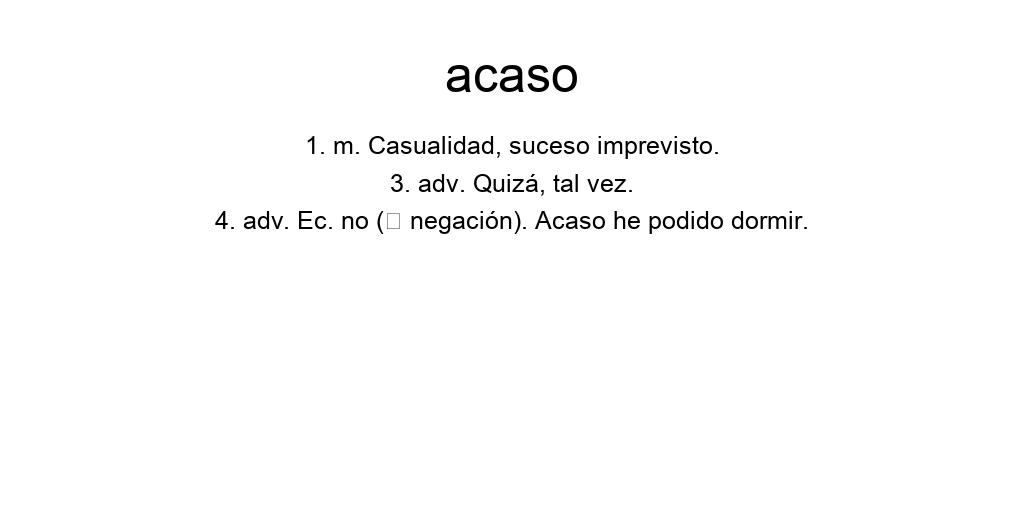 acaso
1. m. Casualidad, suceso imprevisto.
3. adv. Quizá, tal vez.
4. adv. Ec. no (□ negación). Acaso he podido dormir.